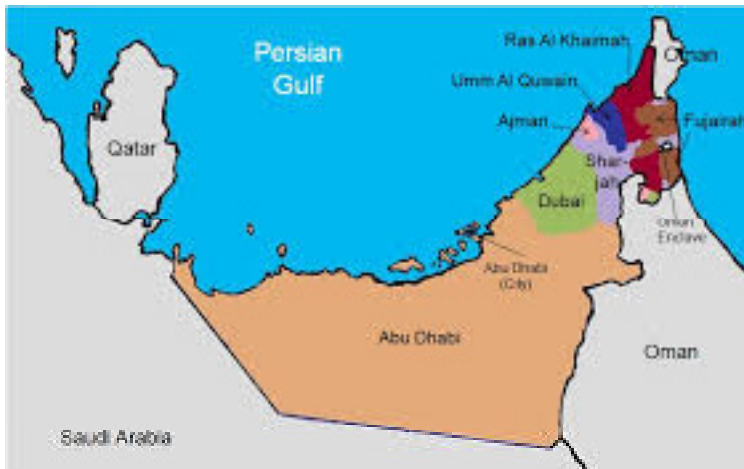 Persian
Gulf
Ras Al Khaimah
Oman
Umm Al Quwain
Ajman
Fujairah
Qatar
Shar-
jah
Dubai
Oman
Enclave
Abu Dhabi
(City)
Abu Dhabi
Oman
Saudi Arabia